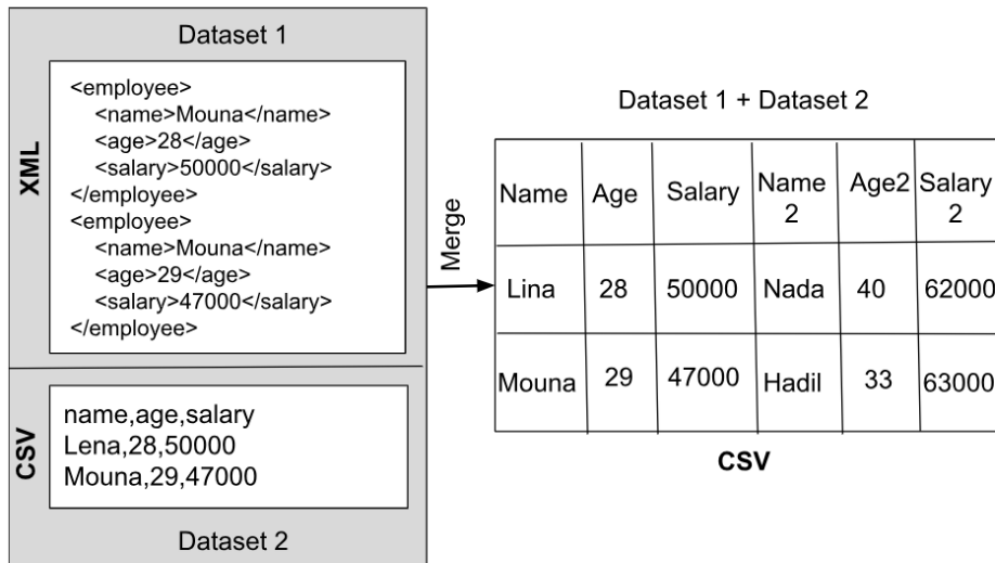 Dataset 1
XML
<employee>
<name>Mouna</name>
<age>28</age>
<salary>50000</salary>
</employee>
<employee>
<name>Mouna</name>
<age>29</age>
<salary>47000</salary>
</employee>
CSV
name,age,salary
Lena,28,50000
Mouna,29,47000
Dataset 2
Merge
Dataset 1 + Dataset 2
Name Age Salary Name 2 Age2 Salary 2
Lina 28 50000 Nada 40 62000
Mouna 29 47000 Hadil 33 63000
CSV